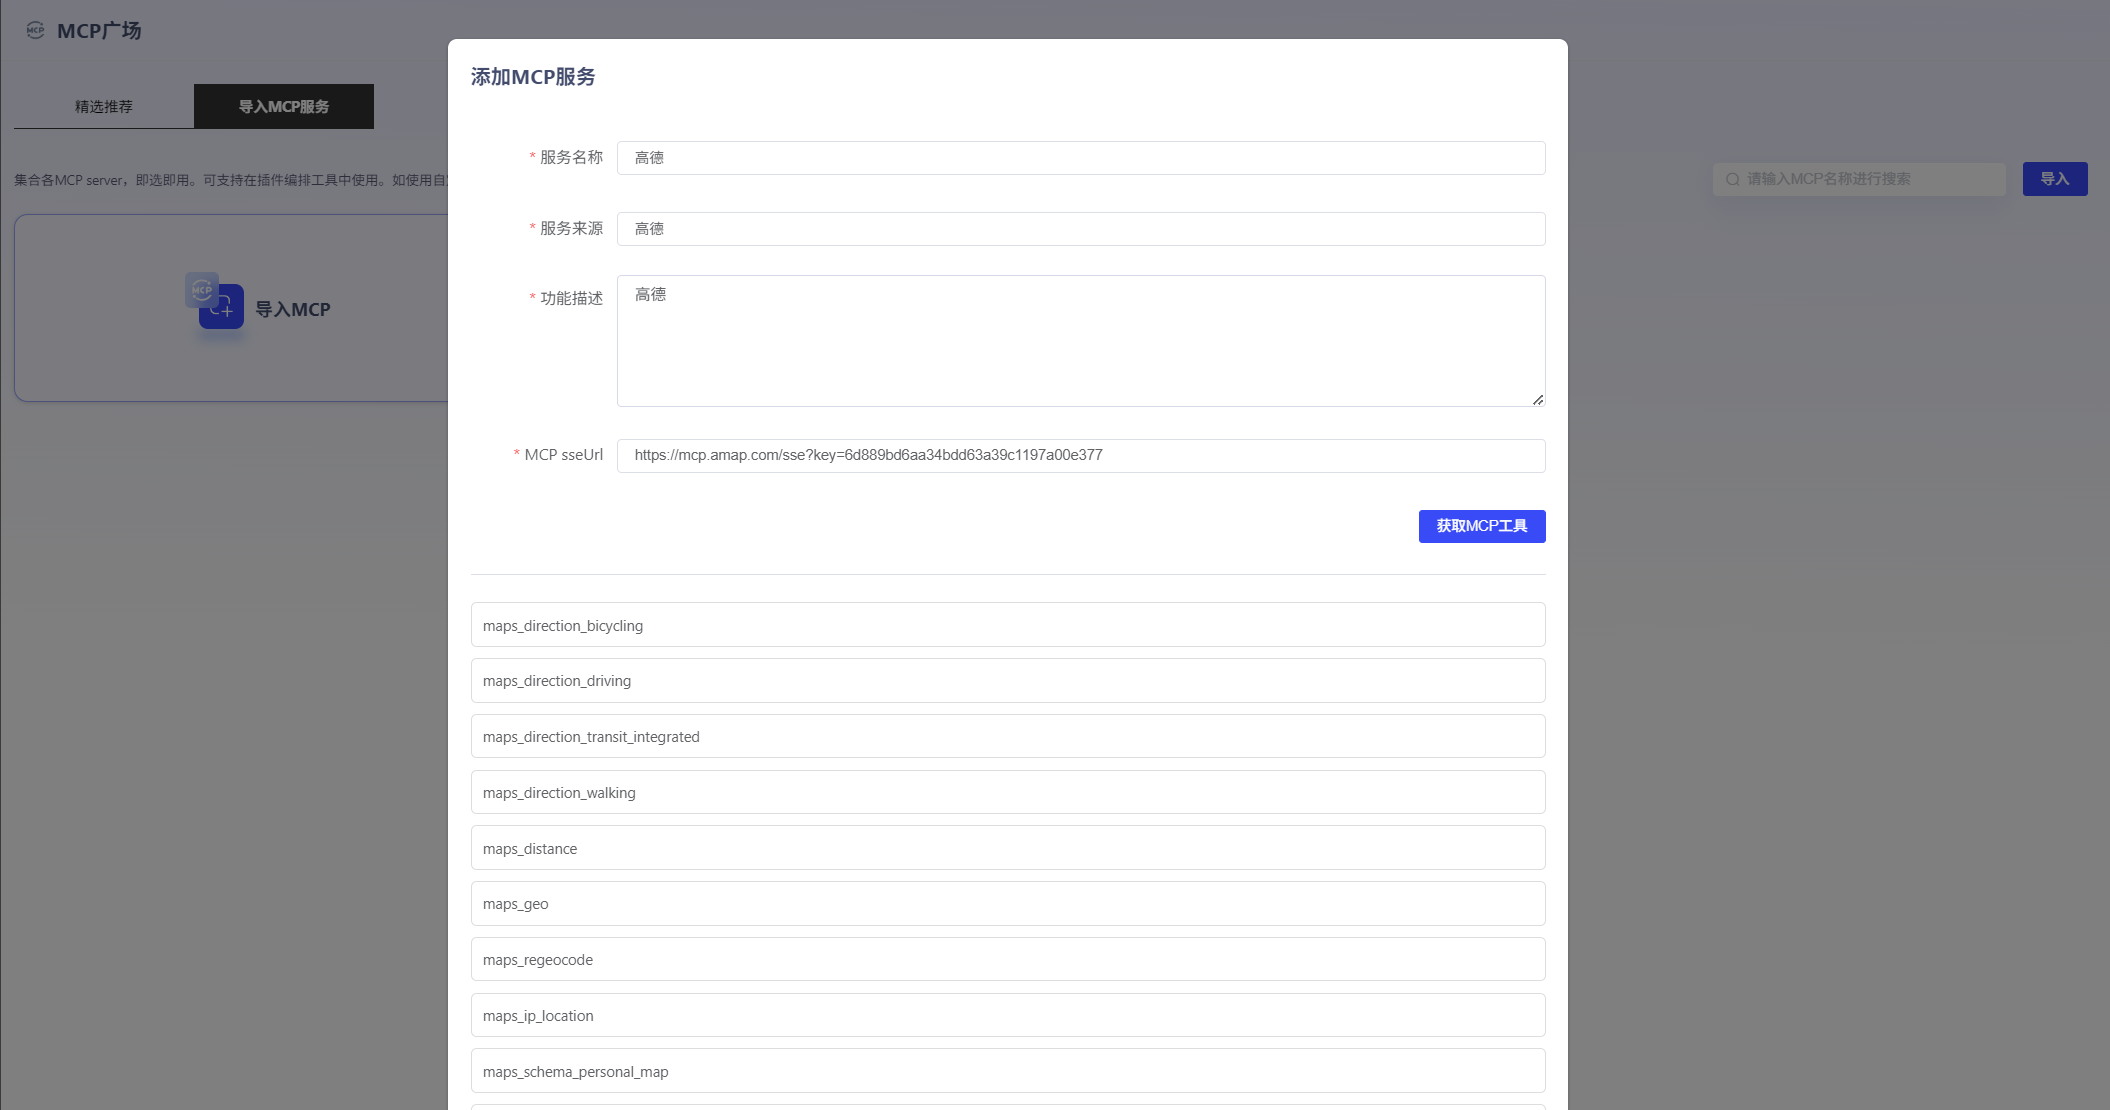 MCP广场
精选推荐
导入MCP服务
集合各MCP server，即选即用。可支持在插件编排工具中使用。如使用自
请输入MCP名称进行搜索
导入
MCP
导入MCP
添加MCP服务
* 服务名称
高德
* 服务来源
高德
* 功能描述
高德
* MCP sseUrl
https://mcp.amap.com/sse?key=6d889bd6aa34bdd63a39c1197a00e377
获取MCP工具
maps_direction_bicycling
maps_direction_driving
maps_direction_transit_integrated
maps_direction_walking
maps_distance
maps_geo
maps_regeocode
maps_ip_location
maps_schema_personal_map